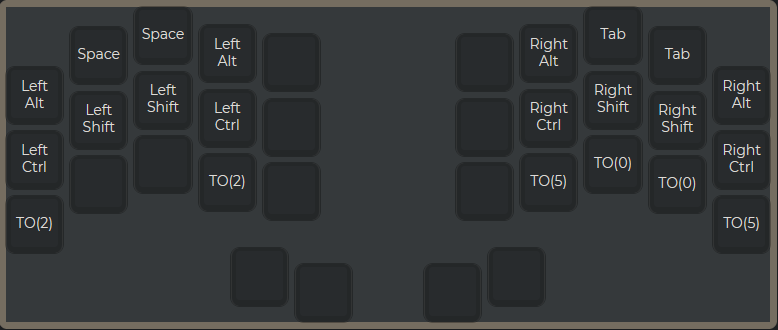 Left
Alt
Space
Space
Left
Alt
Right
Alt
Tab
Tab
Right
Alt
Left
Ctrl
Left
Shift
Left
Shift
Left
Ctrl
Right
Ctrl
Right
Shift
Right
Shift
Right
Ctrl
TO(2)
TO(2)
TO(5)
TO(0)
TO(0)
TO(5)